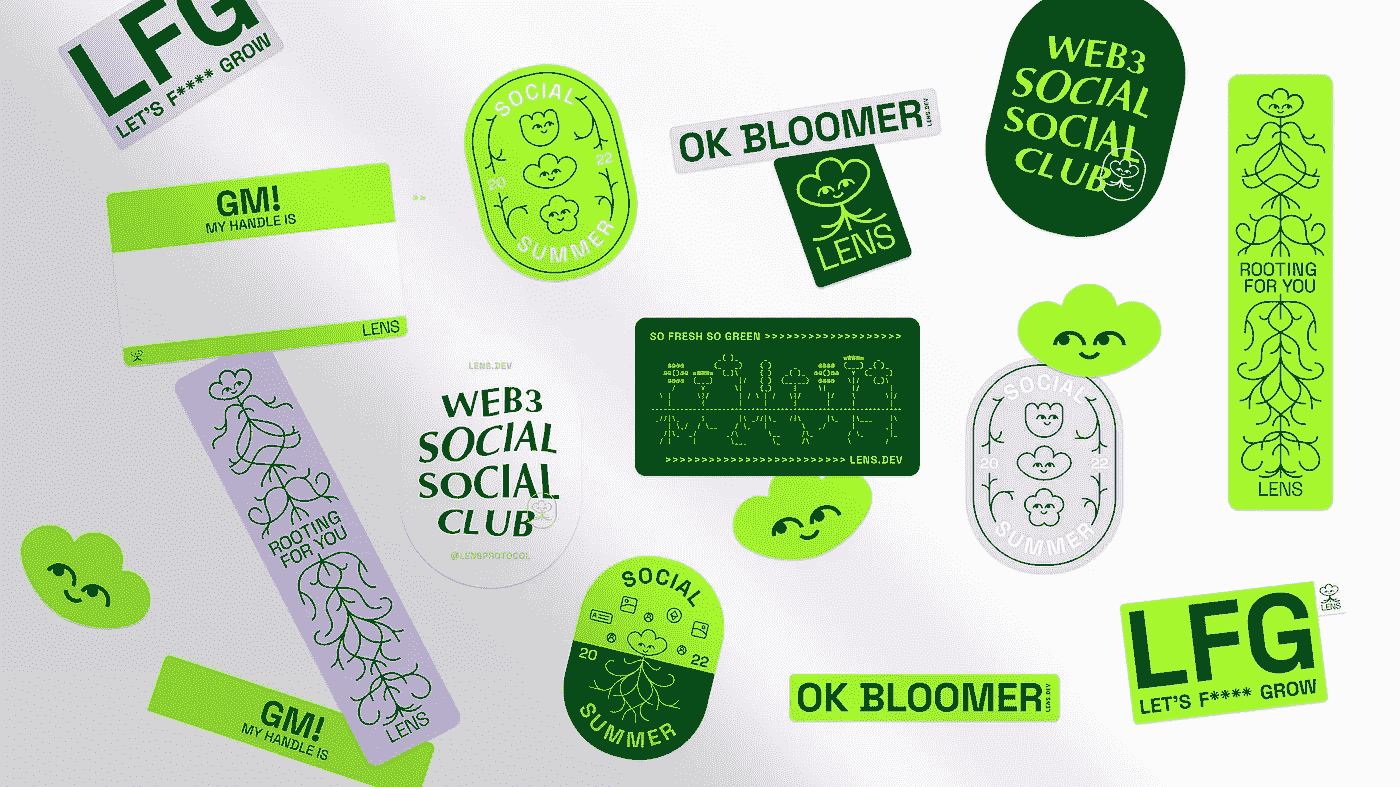 LFG
LET'S F**** GROW
GM!
MY HANDLE IS
LENS
SOCIAL
20
22
SUMMER
OK BLOOMER
LENS.DEV
LENS
WEB3
SOCIAL
SOCIAL
CLUB
ROOTING
FOR YOU
LENS
ROOTING
FOR YOU
LENS
LENS.DEV
WEB3
SOCIAL
SOCIAL
CLUB
@LENSPROTOCOL
SO FRESH SO GREEN >>>>>>>>>>>>>>>>>>>>>>>
>>>>>>>>>>>>>>>>>>>>>>>>>>>> LENS.DEV
SOCIAL
20
22
SUMMER
GM!
MY HANDLE IS
SOCIAL
20
22
SUMMER
OK BLOOMER
LENS.DEV
LFG
LET'S F**** GROW
LENS